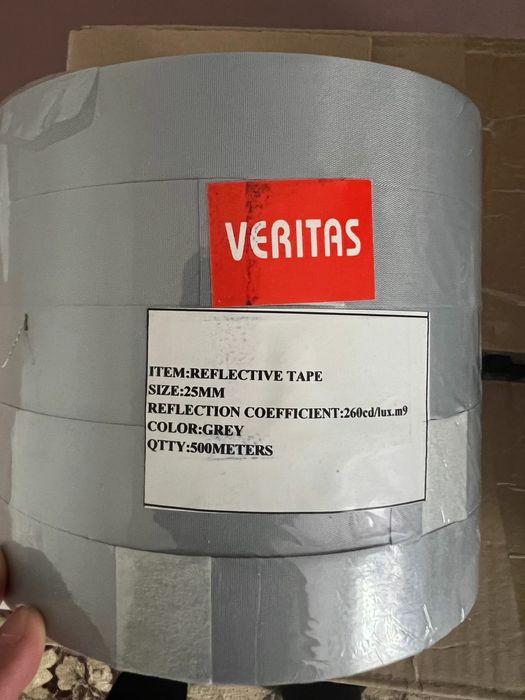 VERITAS
ITEM:REFLECTIVE TAPE
SIZE:25MM
REFLECTION COEFFICIENT:260cd/lux.m9
COLOR:GREY
QTTY:500METERS